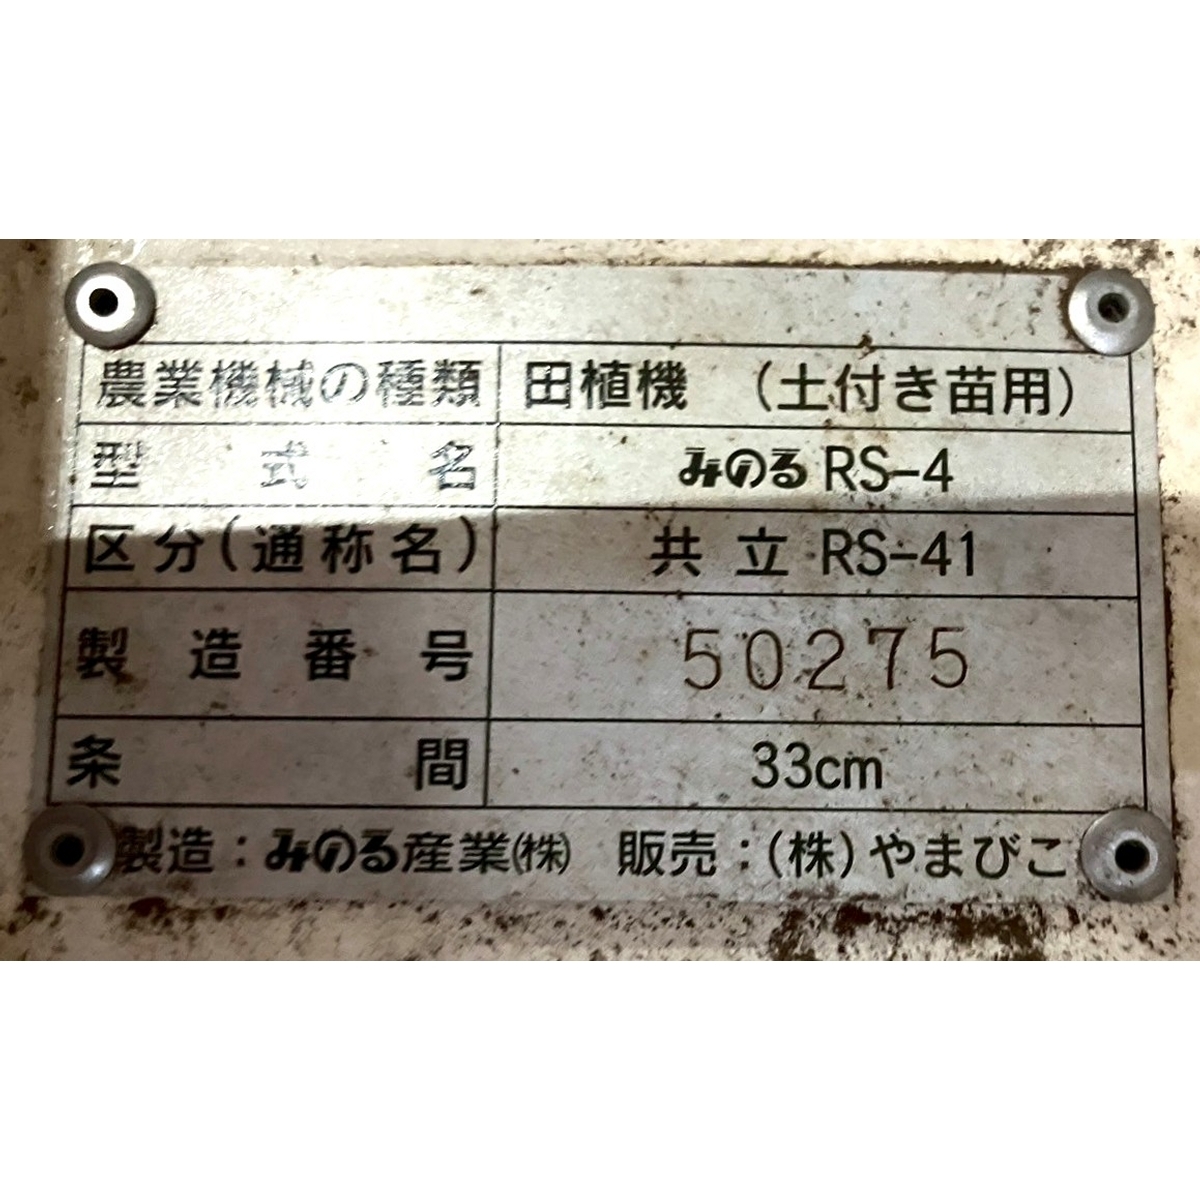 農業機械の種類 田植機 (土付き苗用)
型式名 みのる RS-4
区分(通称名) 共立 RS-41
製造番号 50275
条間 33cm
製造:みのる産業(株) 販売:(株)やまびこ